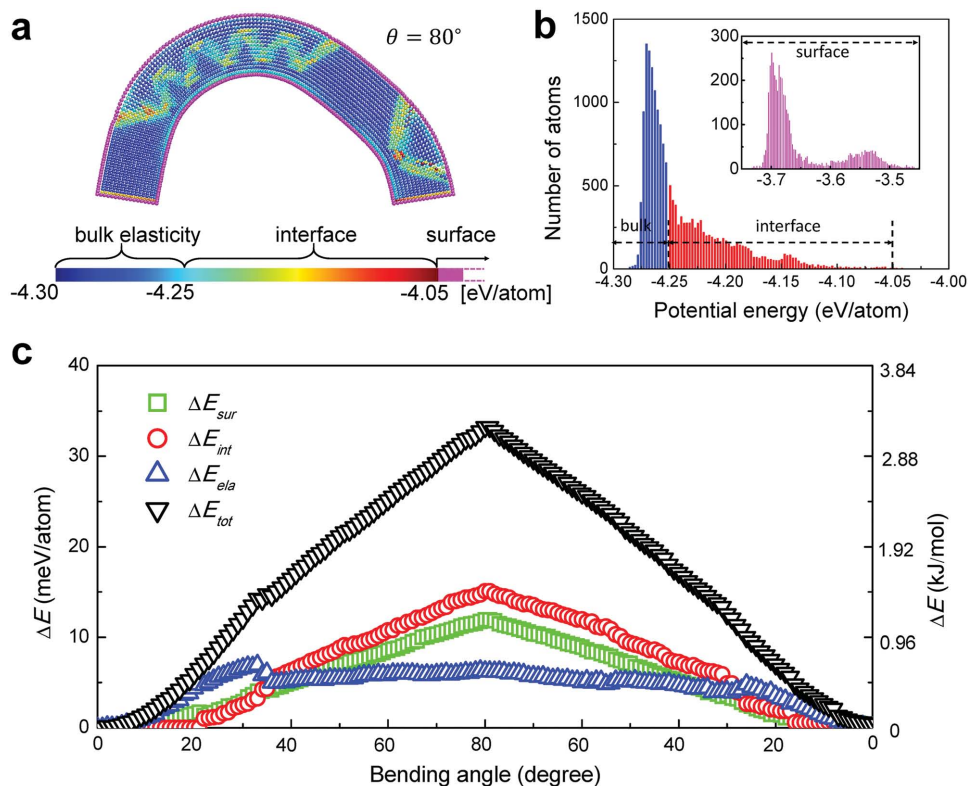 a
θ = 80°
bulk elasticity interface surface
-4.30 -4.25 -4.05 [eV/atom]
b
Number of atoms
1500
1000
500
0
bulk interface
-4.30 -4.25 -4.20 -4.15 -4.10 -4.05 -4.00
Potential energy (eV/atom)
300
200
100
0
surface
-3.7 -3.6 -3.5
c
ΔE (meV/atom)
40
30
20
10
0
ΔE_sur
ΔE_int
ΔE_ela
ΔE_tot
3.84
2.88
1.92
0.96
0
ΔE (kJ/mol)
0 20 40 60 80 60 40 20 0
Bending angle (degree)